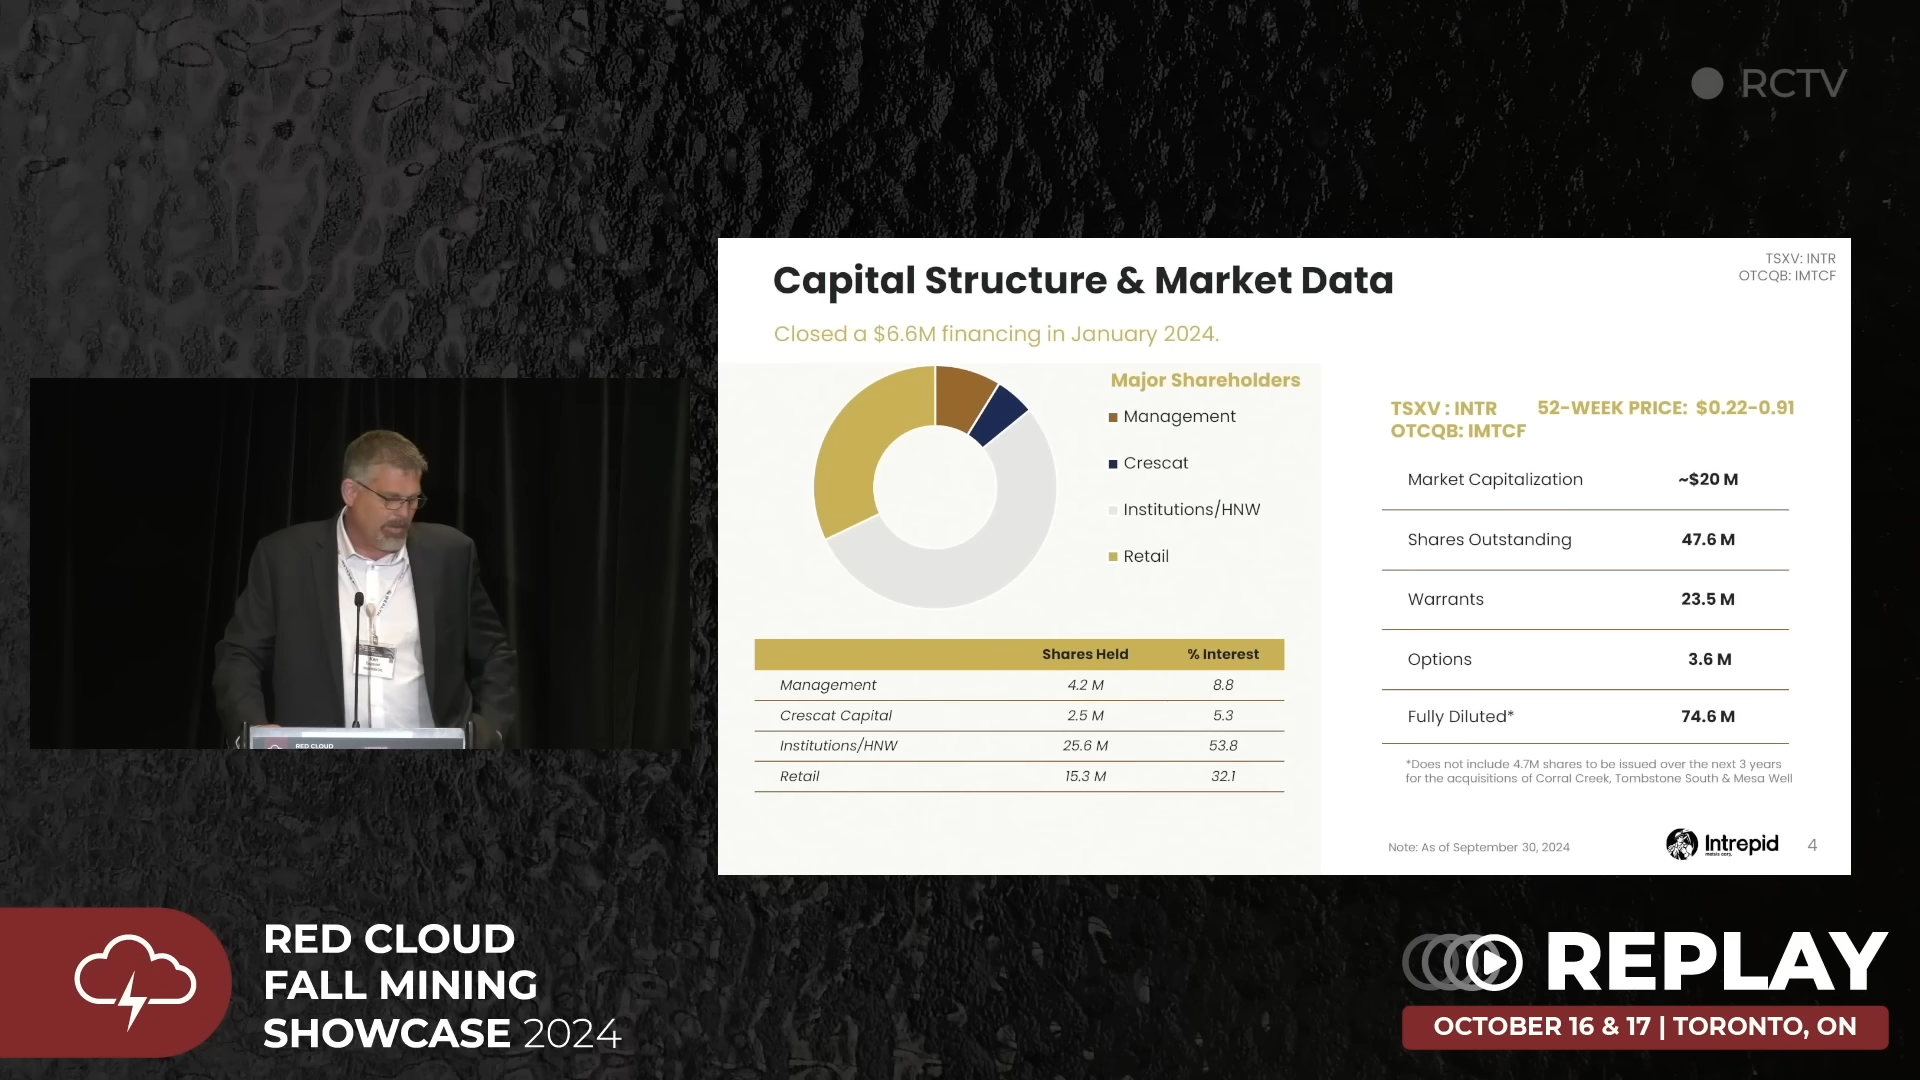 RCTV
Capital Structure & Market Data
TSXV: INTR
OTCQB: IMTCF
Closed a $6.6M financing in January 2024.
Major Shareholders
Management
Crescat
Institutions/HNW
Retail
Shares Held % Interest
Management 4.2 M 8.8
Crescat Capital 2.5 M 5.3
Institutions/HNW 25.6 M 53.8
Retail 15.3 M 32.1
TSXV : INTR 52-WEEK PRICE: $0.22-0.91
OTCQB: IMTCF
Market Capitalization ~$20 M
Shares Outstanding 47.6 M
Warrants 23.5 M
Options 3.6 M
Fully Diluted* 74.6 M
*Does not include 4.7M shares to be issued over the next 3 years
for the acquisitions of Corral Creek, Tombstone South & Mesa Well
Note: As of September 30, 2024
Intrepid
metals corp.
4
RED CLOUD
RED CLOUD
FALL MINING
SHOWCASE 2024
REPLAY
OCTOBER 16 & 17 | TORONTO, ON